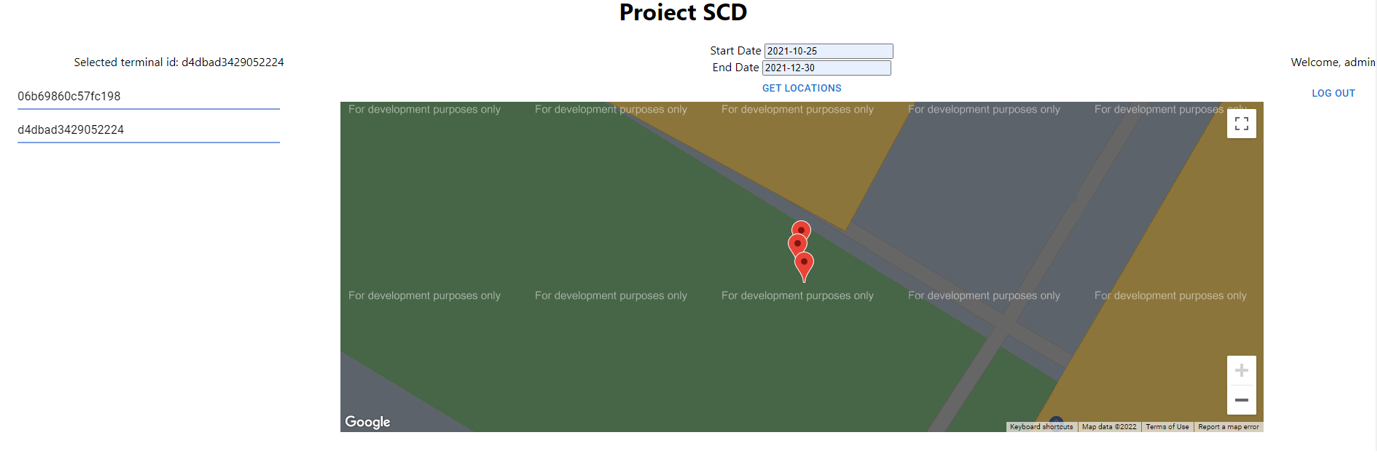 Project SCD
Selected terminal id: d4dbad3429052224
06b69860c57fc198
d4dbad3429052224
Start Date 2021-10-25
End Date 2021-12-30
GET LOCATIONS
Welcome, admin
LOG OUT
For development purposes only For development purposes only For development purposes only For development purposes only For development purposes only
For development purposes only For development purposes only For development purposes only For development purposes only For development purposes only
Google
Keyboard shortcuts Map data ©2022 Terms of Use Report a map error